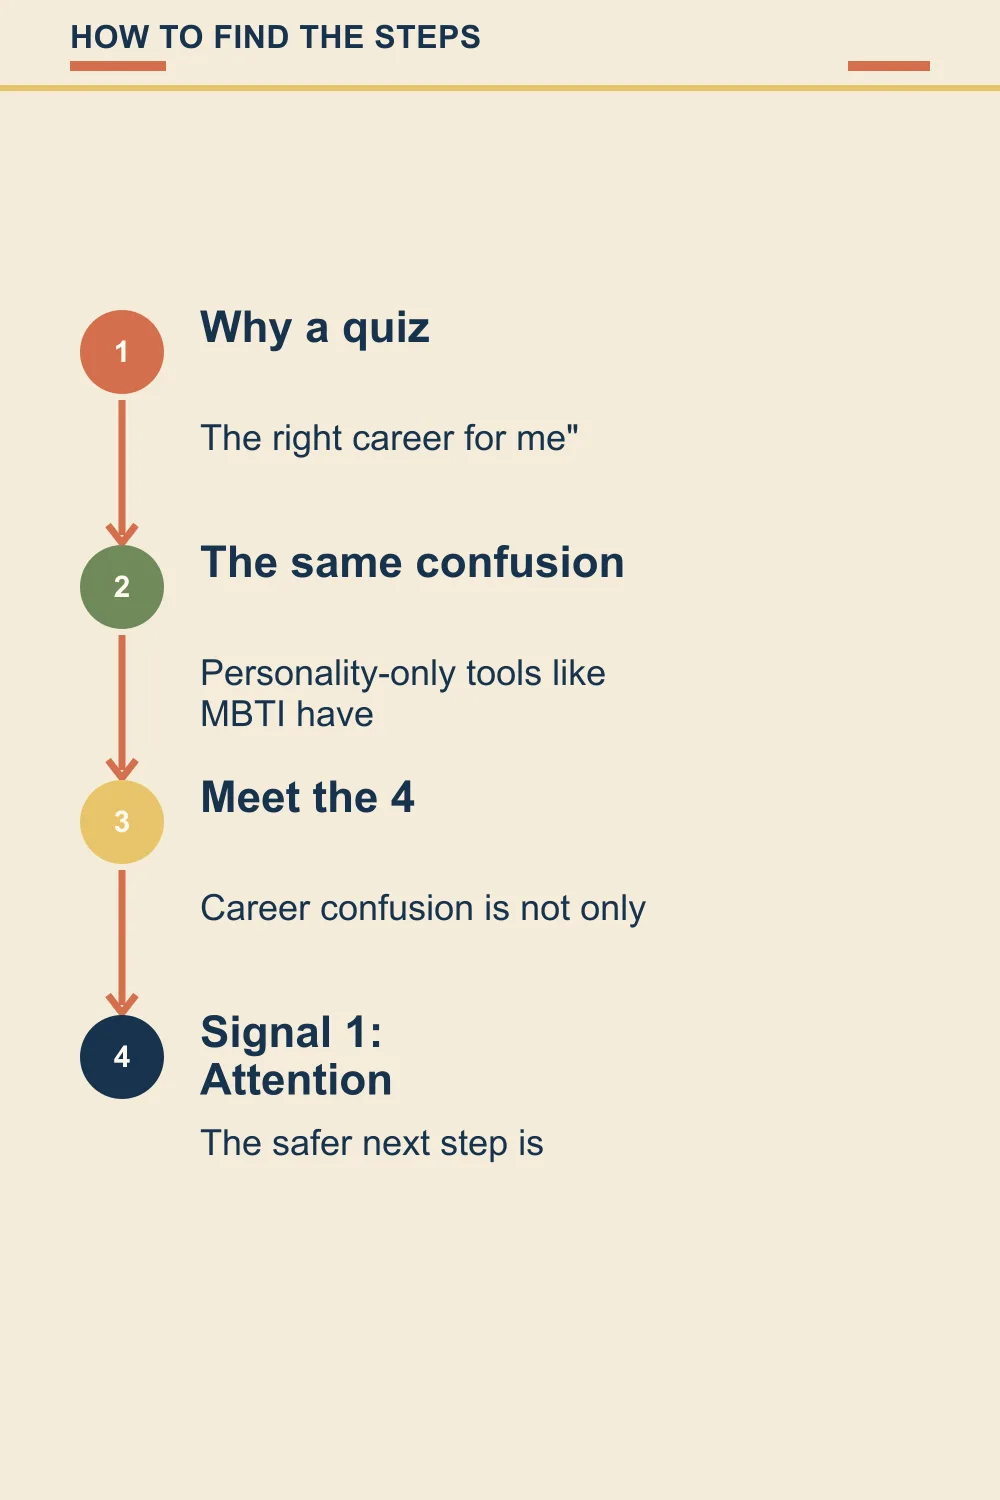 HOW TO FIND THE STEPS
1
Why a quiz
The right career for me"
2
The same confusion
Personality-only tools like
MBTI have
3
Meet the 4
Career confusion is not only
4
Signal 1:
Attention
The safer next step is